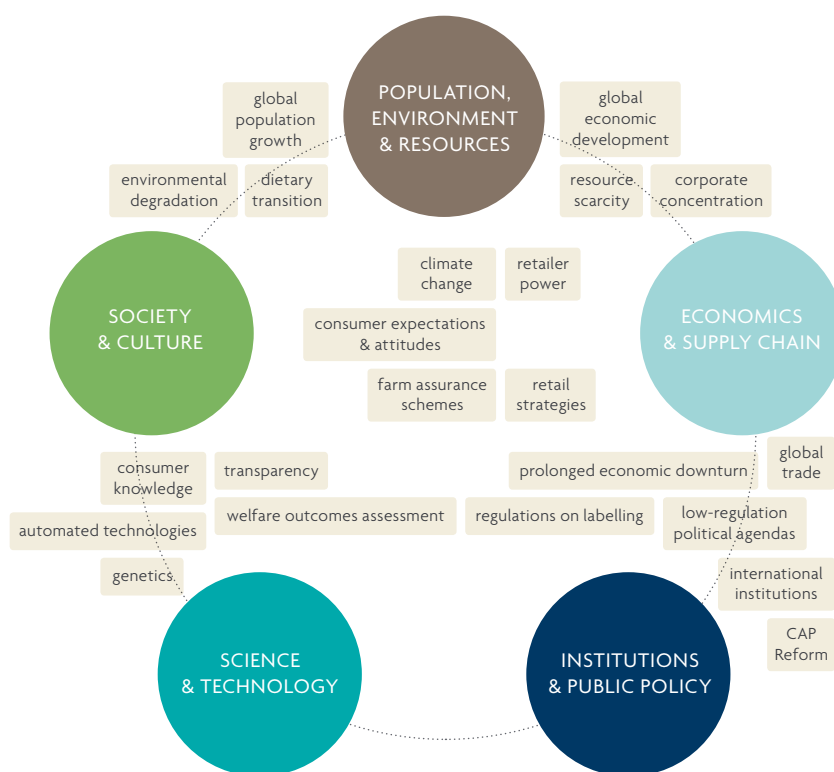 POPULATION,
ENVIRONMENT
& RESOURCES
global
population
growth
global
economic
development
environmental
degradation
dietary
transition
resource
scarcity
corporate
concentration
SOCIETY
& CULTURE
climate
change
retailer
power
consumer expectations
& attitudes
farm assurance
schemes
retail
strategies
ECONOMICS
& SUPPLY CHAIN
consumer
knowledge
transparency
prolonged economic downturn
global
trade
automated technologies
welfare outcomes assessment
regulations on labelling
low-regulation
political agendas
genetics
international
institutions
CAP
Reform
SCIENCE
& TECHNOLOGY
INSTITUTIONS
& PUBLIC POLICY